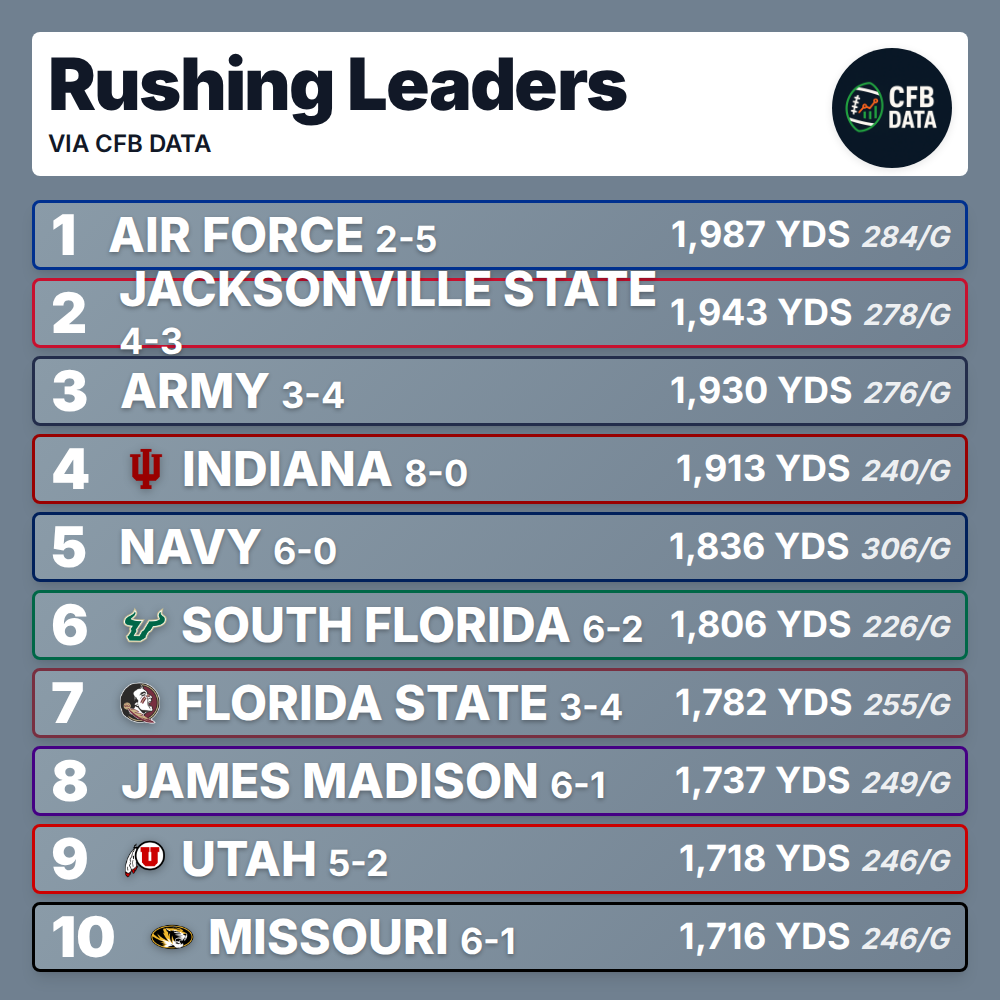 Rushing Leaders
VIA CFB DATA
CFB
DATA
1 AIR FORCE 2-5 1,987 YDS 284/G
2 JACKSONVILLE STATE 4-3 1,943 YDS 278/G
3 ARMY 3-4 1,930 YDS 276/G
4 INDIANA 8-0 1,913 YDS 240/G
5 NAVY 6-0 1,836 YDS 306/G
6 SOUTH FLORIDA 6-2 1,806 YDS 226/G
7 FLORIDA STATE 3-4 1,782 YDS 255/G
8 JAMES MADISON 6-1 1,737 YDS 249/G
9 U UTAH 5-2 1,718 YDS 246/G
10 MISSOURI 6-1 1,716 YDS 246/G